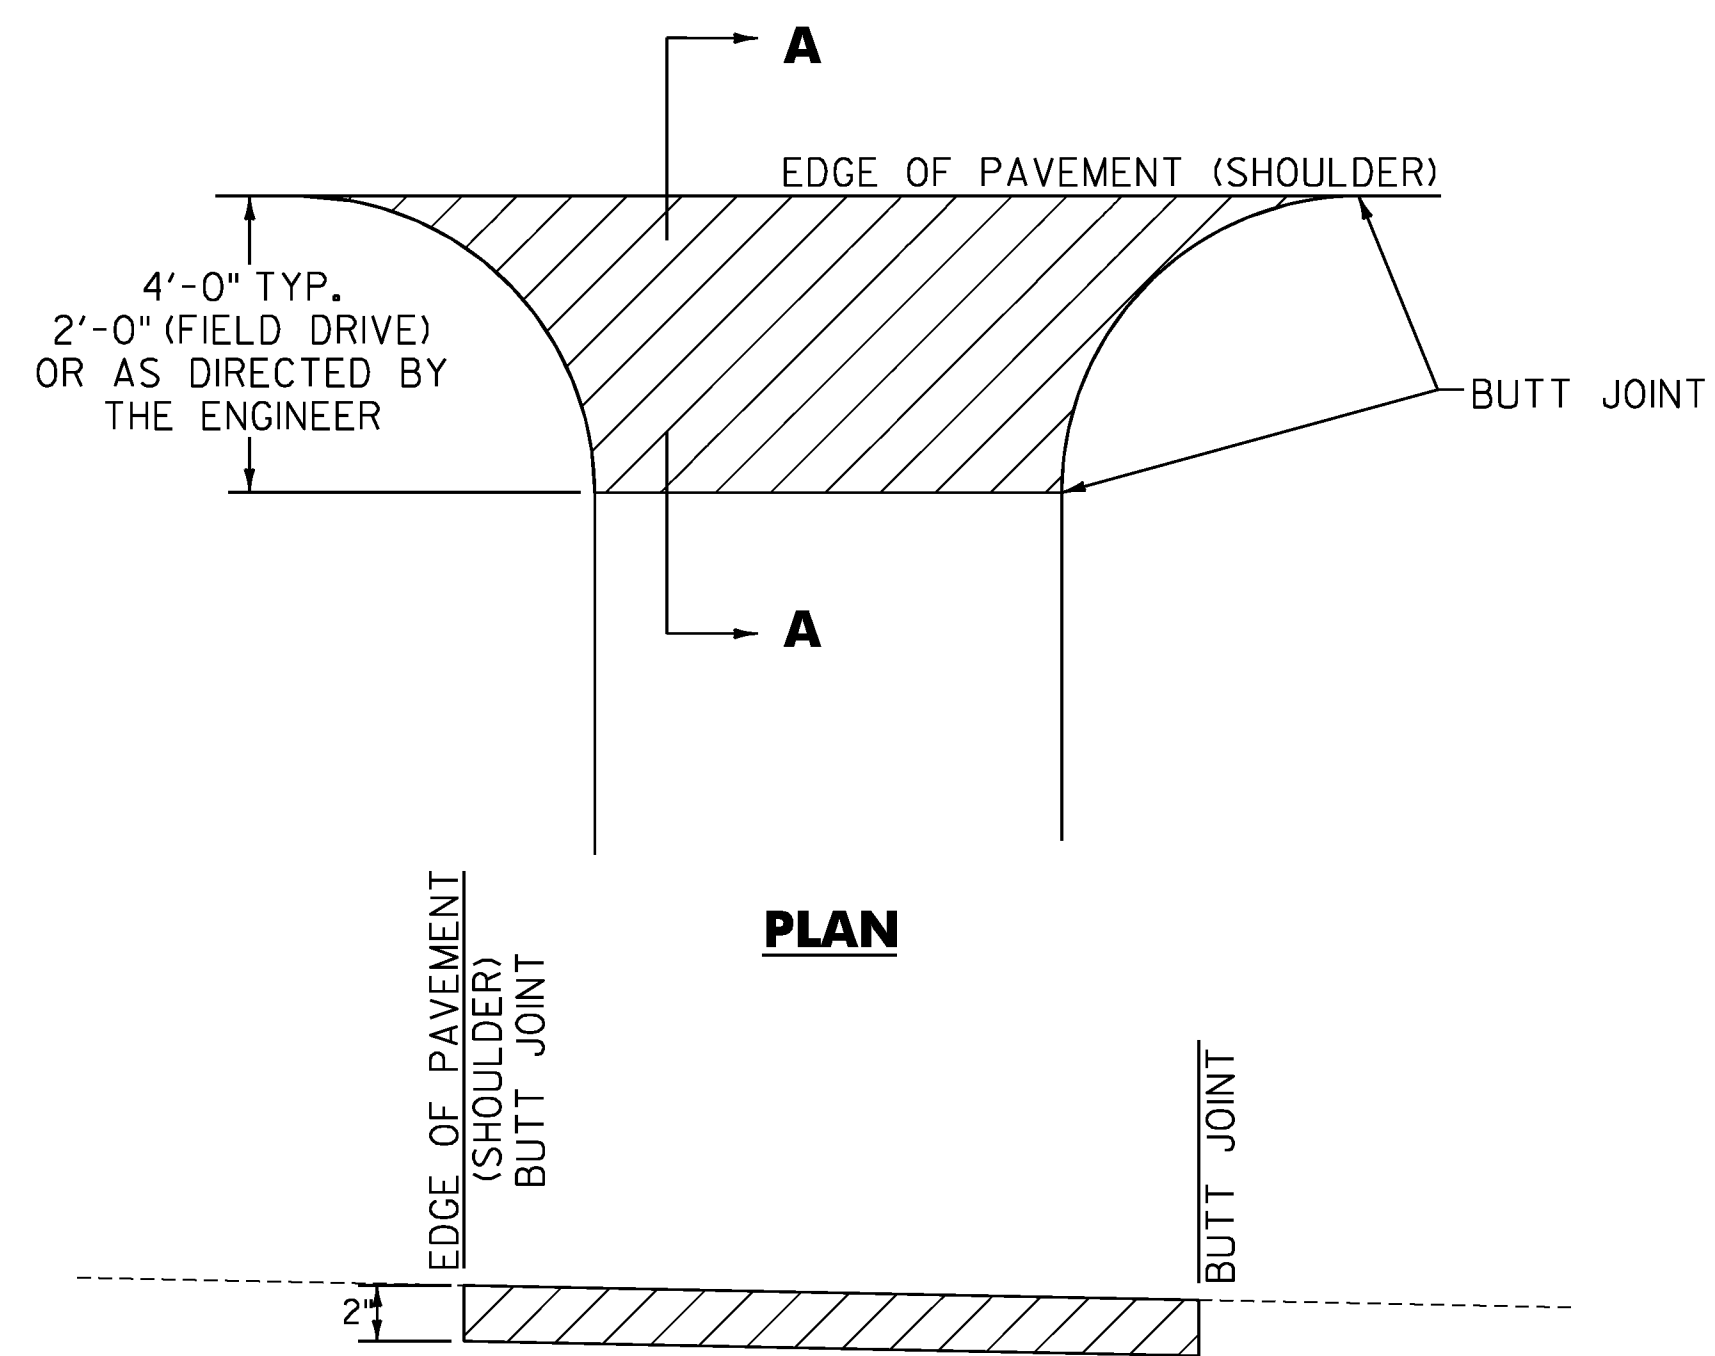 A
EDGE OF PAVEMENT (SHOULDER)
4'-0" TYP.
2'-0" (FIELD DRIVE)
OR AS DIRECTED BY
THE ENGINEER
BUTT JOINT
A
PLAN
EDGE OF PAVEMENT
(SHOULDER)
BUTT JOINT
BUTT JOINT
2"